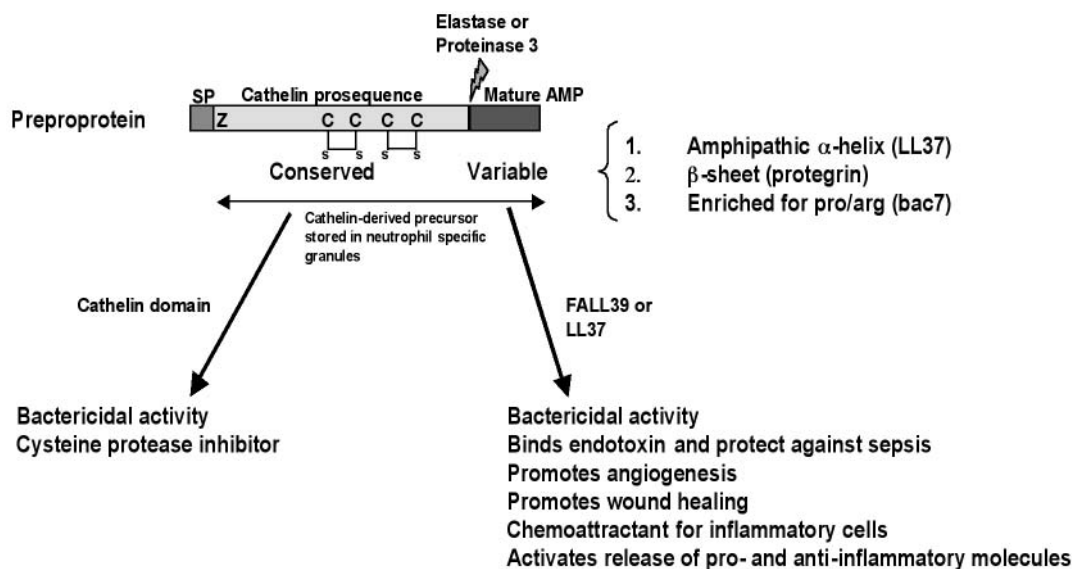 Elastase or
Proteinase 3
SP Cathelin prosequence Mature AMP
Preproprotein
Z C C C C
s s s s
Conserved Variable
1. Amphipathic α-helix (LL37)
2. β-sheet (protegrin)
3. Enriched for pro/arg (bac7)
Cathelin-derived precursor
stored in neutrophil specific
granules
Cathelin domain
FALL39 or
LL37
Bactericidal activity
Cysteine protease inhibitor
Bactericidal activity
Binds endotoxin and protect against sepsis
Promotes angiogenesis
Promotes wound healing
Chemoattractant for inflammatory cells
Activates release of pro- and anti-inflammatory molecules